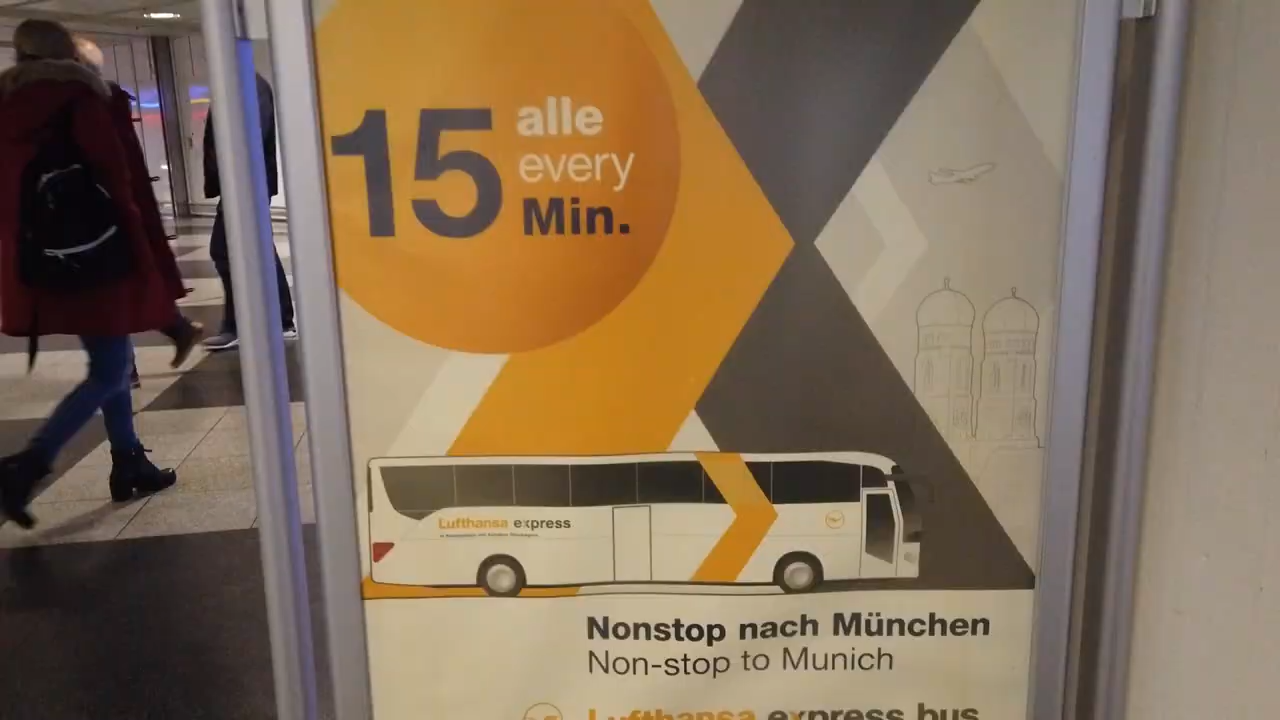 15 alle
every
Min.
Lufthansa express
Nonstop nach München
Non-stop to Munich
Lufthansa express bus